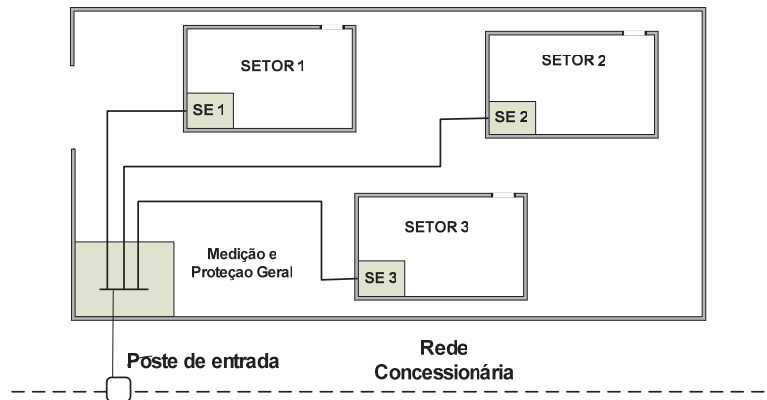 SETOR 1
SETOR 2
SE 1
SE 2
SETOR 3
Medição e
Proteçao Geral
SE 3
Poste de entrada
Rede
Concessionária